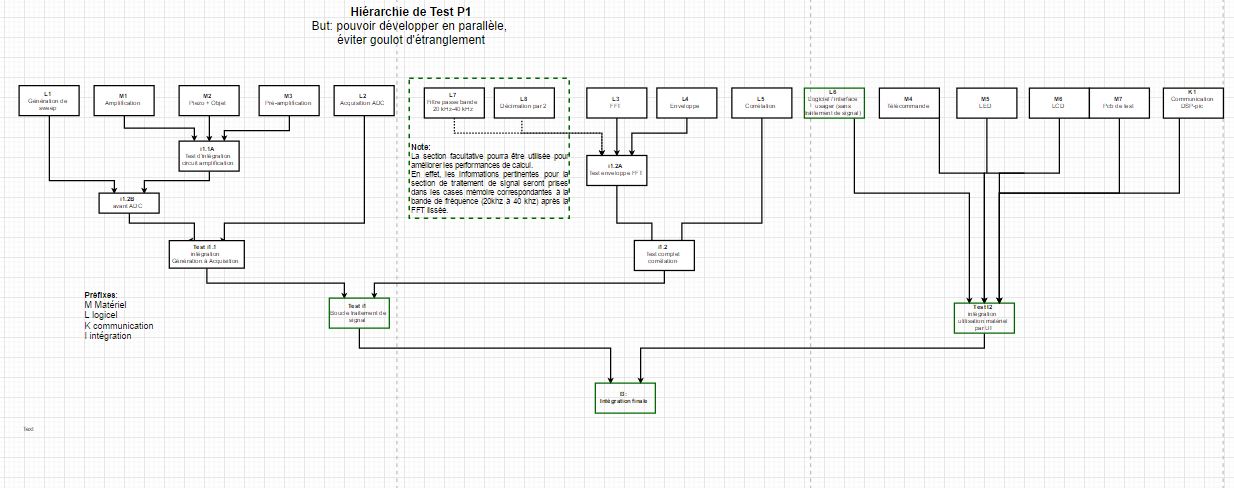 Hiérarchie de Test P1
But: pouvoir développer en parallèle,
éviter goulot d'étranglement
L1
Génération de
sweep
M1
Amplification
M2
Piezo + Objet
M3
Pré-amplification
L2
Acquisition ADC
L7
Filtre passe bande
20 kHz-40 kHz
L8
Décimation par 2
L3
FFT
L4
Enveloppe
L5
Corrélation
L6
Logiciel / interface
usager (sans
traitement de signal)
M4
Télécommande
M5
LED
M6
LCD
M7
Pcb de test
K1
Communication
DSP-pic
i1.1A
Test d'intégration
circuit amplification
Note:
La section facultative pourra être utilisée pour
améliorer les performances de calcul.
En effet, les informations pertinentes pour la
section de traitement de signal seront prises
dans les cases mémoire correspondantes à la
bande de fréquence (20khz à 40 khz) après la
FFT lissée.
i1.2A
Test enveloppe FFT
i1.2B
avant ADC
Test i1.1
intégration
Génération à Acquisition
i1.2
Test complet
corrélation
Préfixes:
M Matériel
L logicel
K communication
I intégration
Test i1
Boucle traitement de
signal
Test I2
intégration
utilisation matériel
par UT
I3:
Intégration finale
Text